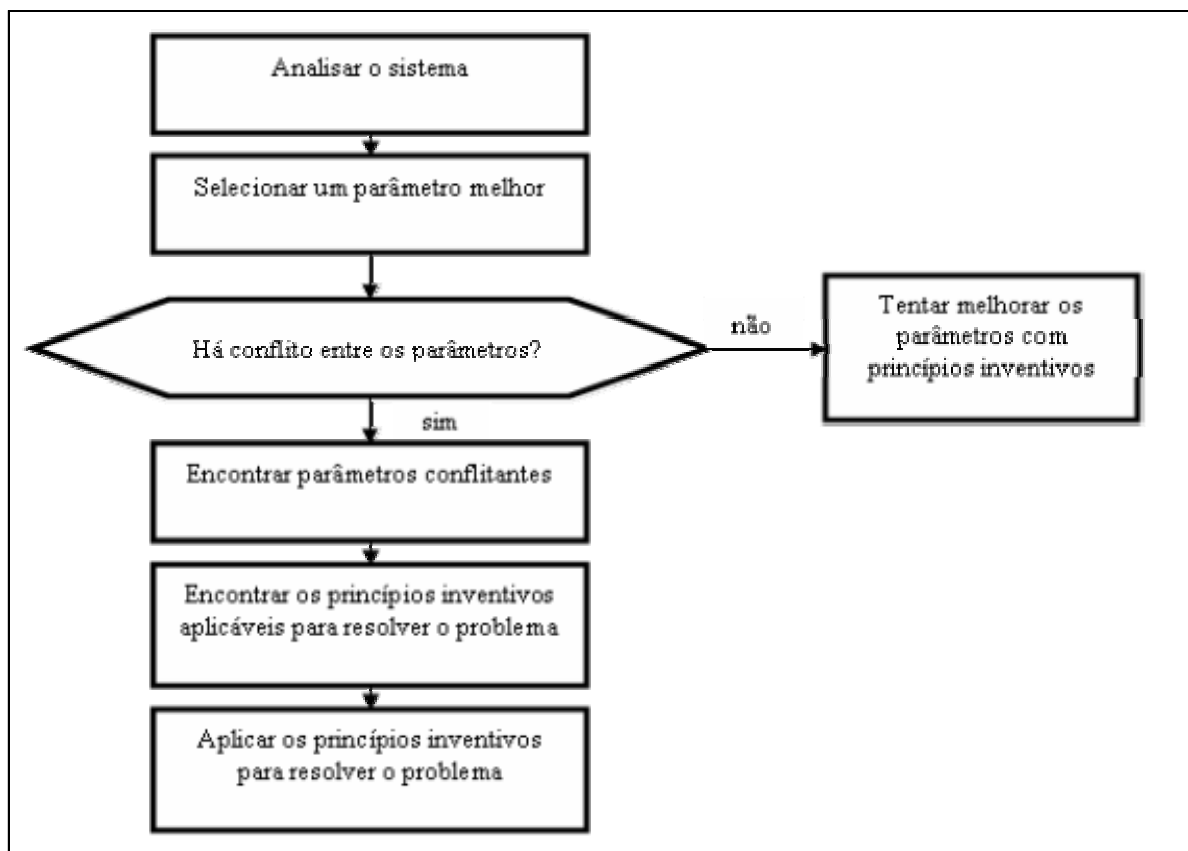 Analisar o sistema
Selecionar um parâmetro melhor
Há conflito entre os parâmetros?
não
Tentar melhorar os
parâmetros com
princípios inventivos
sim
Encontrar parâmetros conflitantes
Encontrar os princípios inventivos
aplicáveis para resolver o problema
Aplicar os princípios inventivos
para resolver o problema